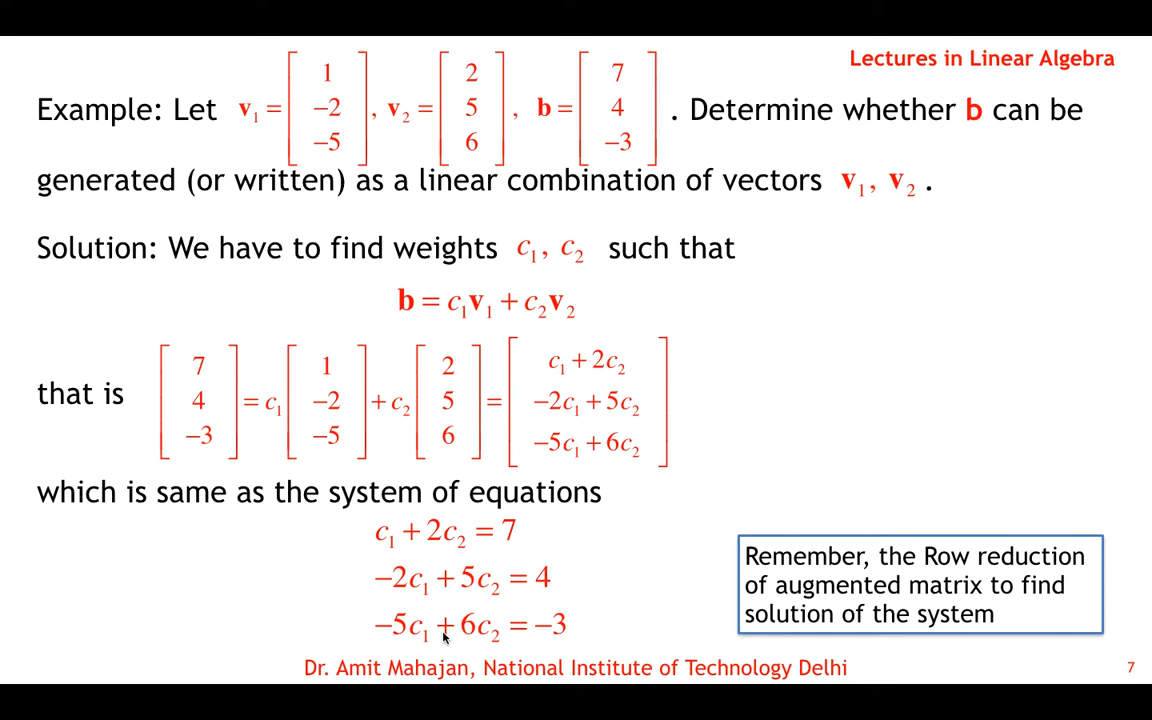 Lectures in Linear Algebra
Example: Let v₁ = [1 −2 −5], v₂ = [2 5 6], b = [7 4 −3]. Determine whether b can be
generated (or written) as a linear combination of vectors v₁, v₂ .
Solution: We have to find weights c₁, c₂ such that
b = c₁v₁ + c₂v₂
that is [7 4 −3] = c₁ [1 −2 −5] + c₂ [2 5 6] = [c₁ + 2c₂ −2c₁ + 5c₂ −5c₁ + 6c₂]
which is same as the system of equations
c₁ + 2c₂ = 7
−2c₁ + 5c₂ = 4
−5c₁ + 6c₂ = −3
Remember, the Row reduction
of augmented matrix to find
solution of the system
Dr. Amit Mahajan, National Institute of Technology Delhi
7